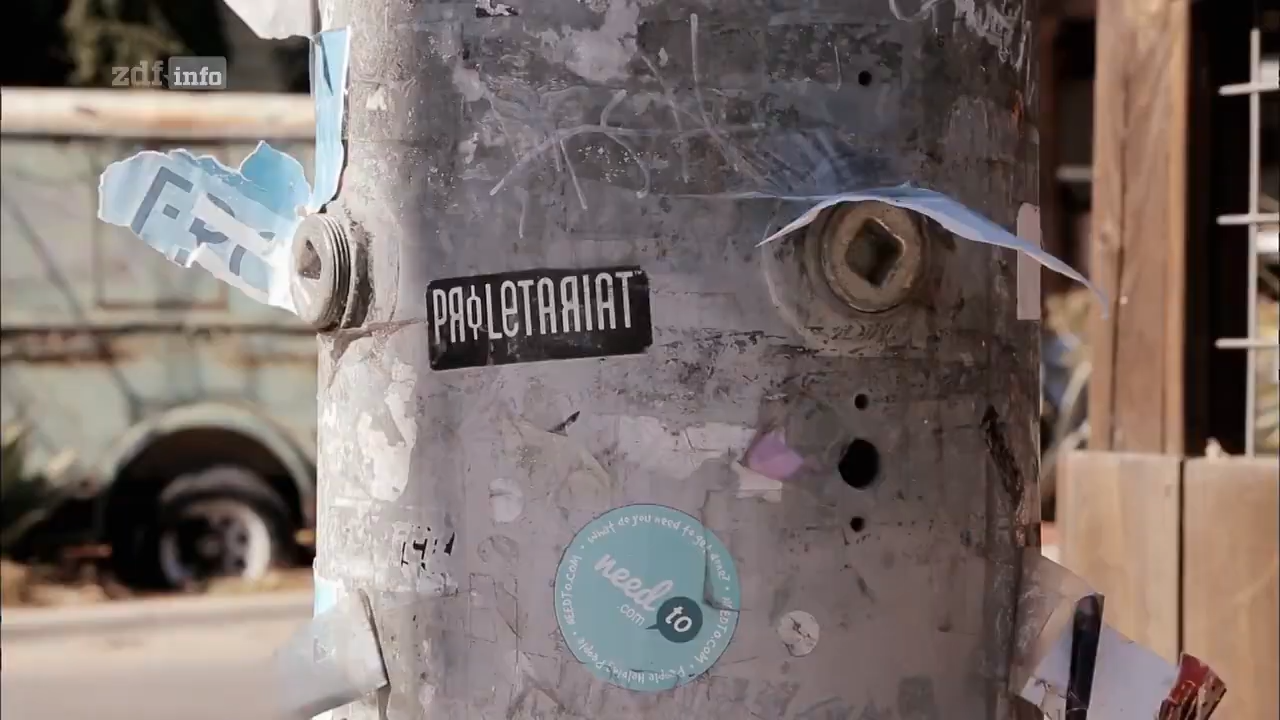 zdf info
PROLETARIAT™
what do you need to get done? • NEEDTO.COM • People Helping People • NEEDTO.COM •
need
.com to